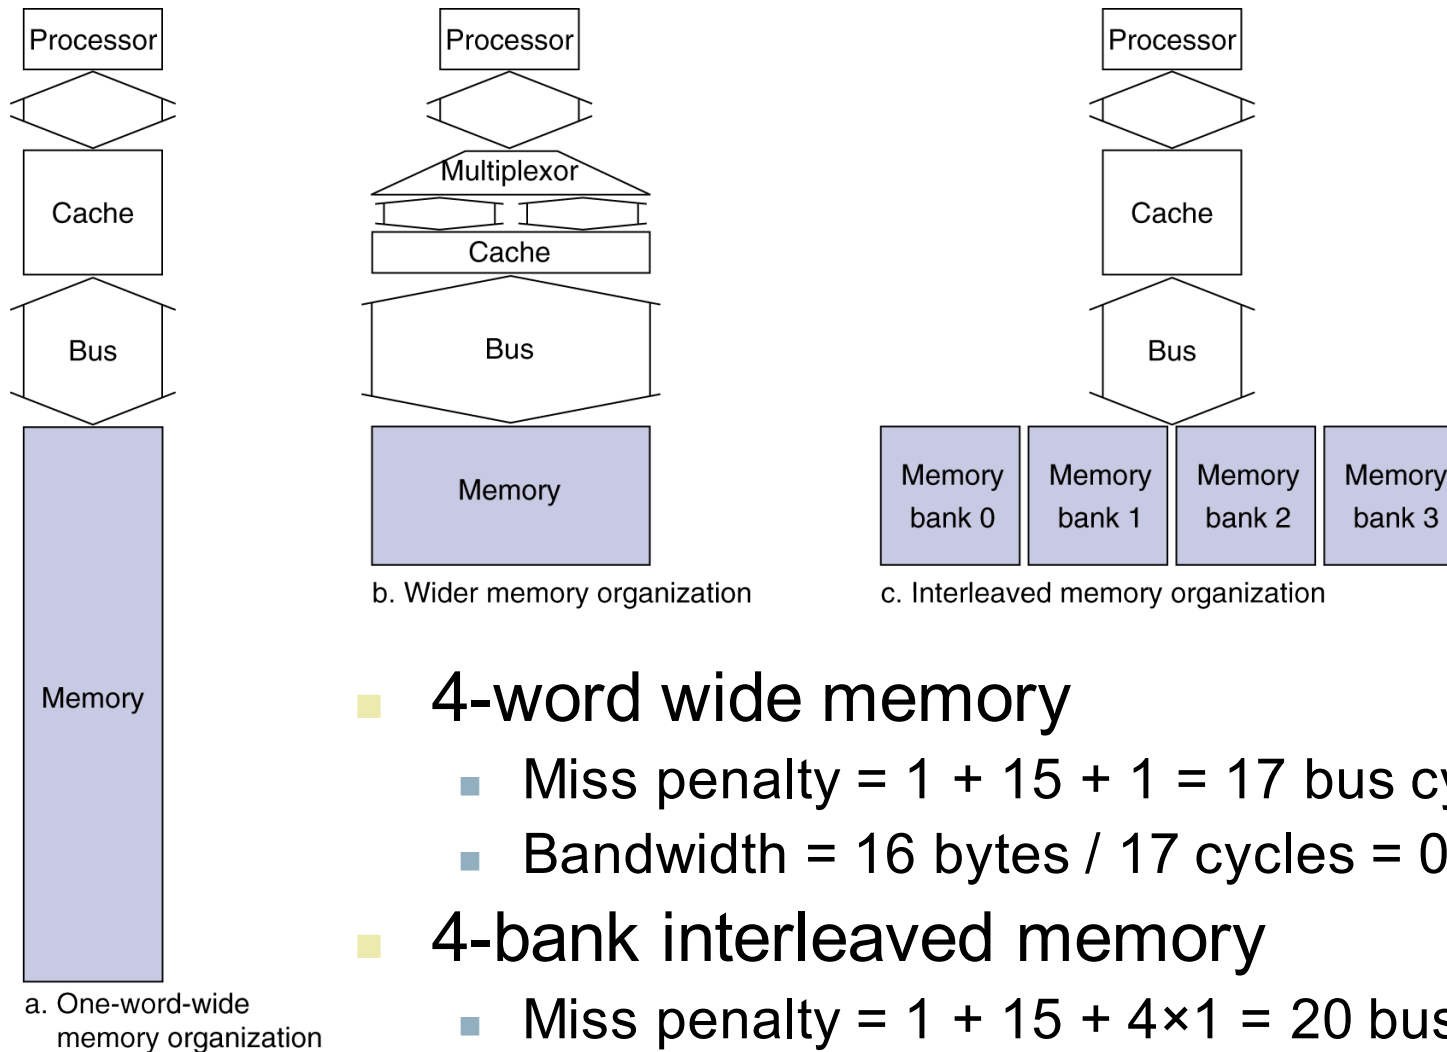 Processor
Cache
Bus
Memory
a. One-word-wide
memory organization
Processor
Multiplexor
Cache
Bus
Memory
b. Wider memory organization
Processor
Cache
Bus
Memory
bank 0
Memory
bank 1
Memory
bank 2
Memory
bank 3
c. Interleaved memory organization
4-word wide memory
Miss penalty = 1 + 15 + 1 = 17 bus cy
Bandwidth = 16 bytes / 17 cycles = 0
4-bank interleaved memory
Miss penalty = 1 + 15 + 4×1 = 20 bus